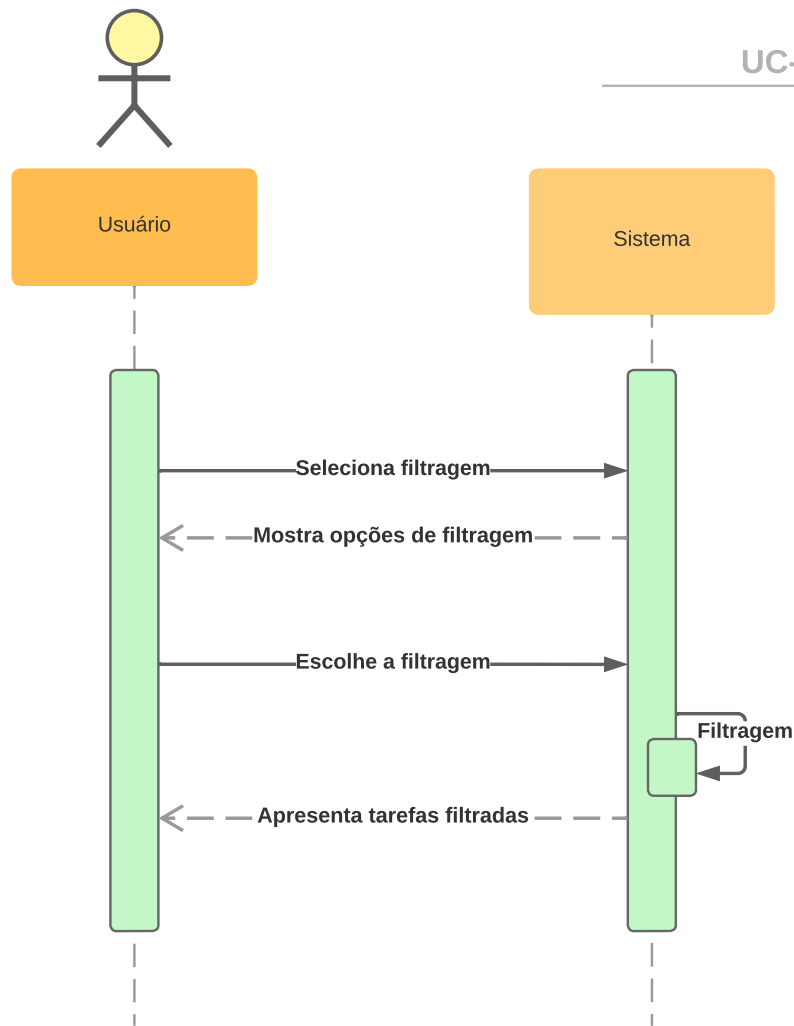 UC-
Usuário
Sistema
Seleciona filtragem
Mostra opções de filtragem
Escolhe a filtragem
Filtragem
Apresenta tarefas filtradas